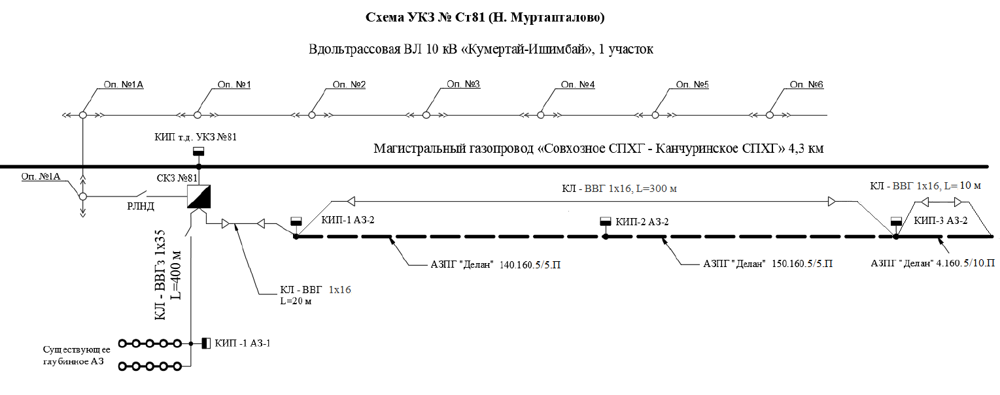 Схема УКЗ № Ст81 (Н. Муртапталово)
Вдольтрассовая ВЛ 10 кВ «Кумертай-Ишимбай», 1 участок
Оп. №1А
Оп. №1
Оп. №2
Оп. №3
Оп. №4
Оп. №5
Оп. №6
КИП т.д. УКЗ №81
Магистральный газопровод «Совхозное СПХГ - Канчуринское СПХГ» 4,3 км
Оп. №1А
СКЗ №81
РЛНД
КЛ - ВВГ 1х16, L=300 м
КЛ - ВВГ 1х16, L= 10 м
КИП-1 АЗ-2
КИП-2 АЗ-2
КИП-3 АЗ-2
АЗПГ "Делан" 140.160.5/5.П
АЗПГ "Делан" 150.160.5/5.П
АЗПГ "Делан" 4.160.5/10.П
КЛ - ВВГз 1х35
L=400 м
КЛ - ВВГ 1х16
L=20 м
Существующее
глубинное АЗ
КИП -1 АЗ-1